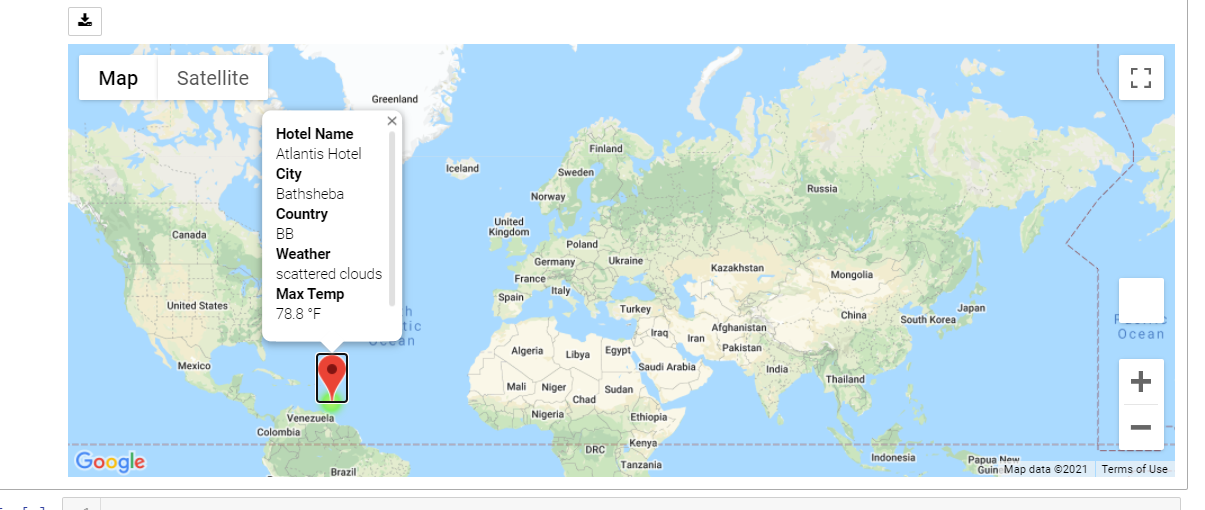 Map
Satellite
Greenland
Hotel Name
Atlantis Hotel
City
Bathsheba
Country
BB
Weather
scattered clouds
Max Temp
78.8 °F
Iceland
Finland
Sweden
Norway
Russia
United
Kingdom
Canada
Poland
Germany
Ukraine
Kazakhstan
Mongolia
France
Italy
Spain
United States
Turkey
China
Japan
South Korea
Ocean
Iraq
Iran
Afghanistan
Pakistan
Algeria
Libya
Egypt
Saudi Arabia
India
Mexico
Thailand
Mali
Niger
Chad
Sudan
Nigeria
Ethiopia
Venezuela
Colombia
DRC
Kenya
Tanzania
Indonesia
Papua New
Guin
Brazil
Google
Map data ©2021
Terms of Use